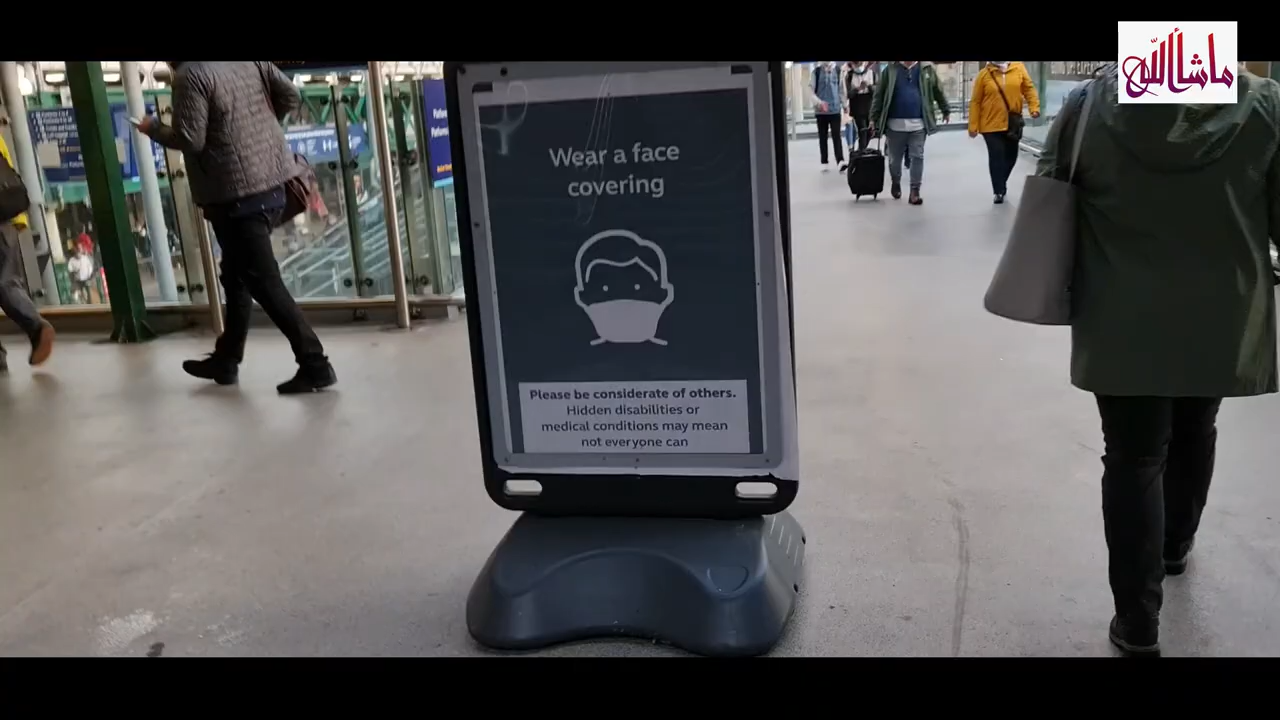 ماشاءالله
Wear a face
covering
Please be considerate of others.
Hidden disabilities or
medical conditions may mean
not everyone can